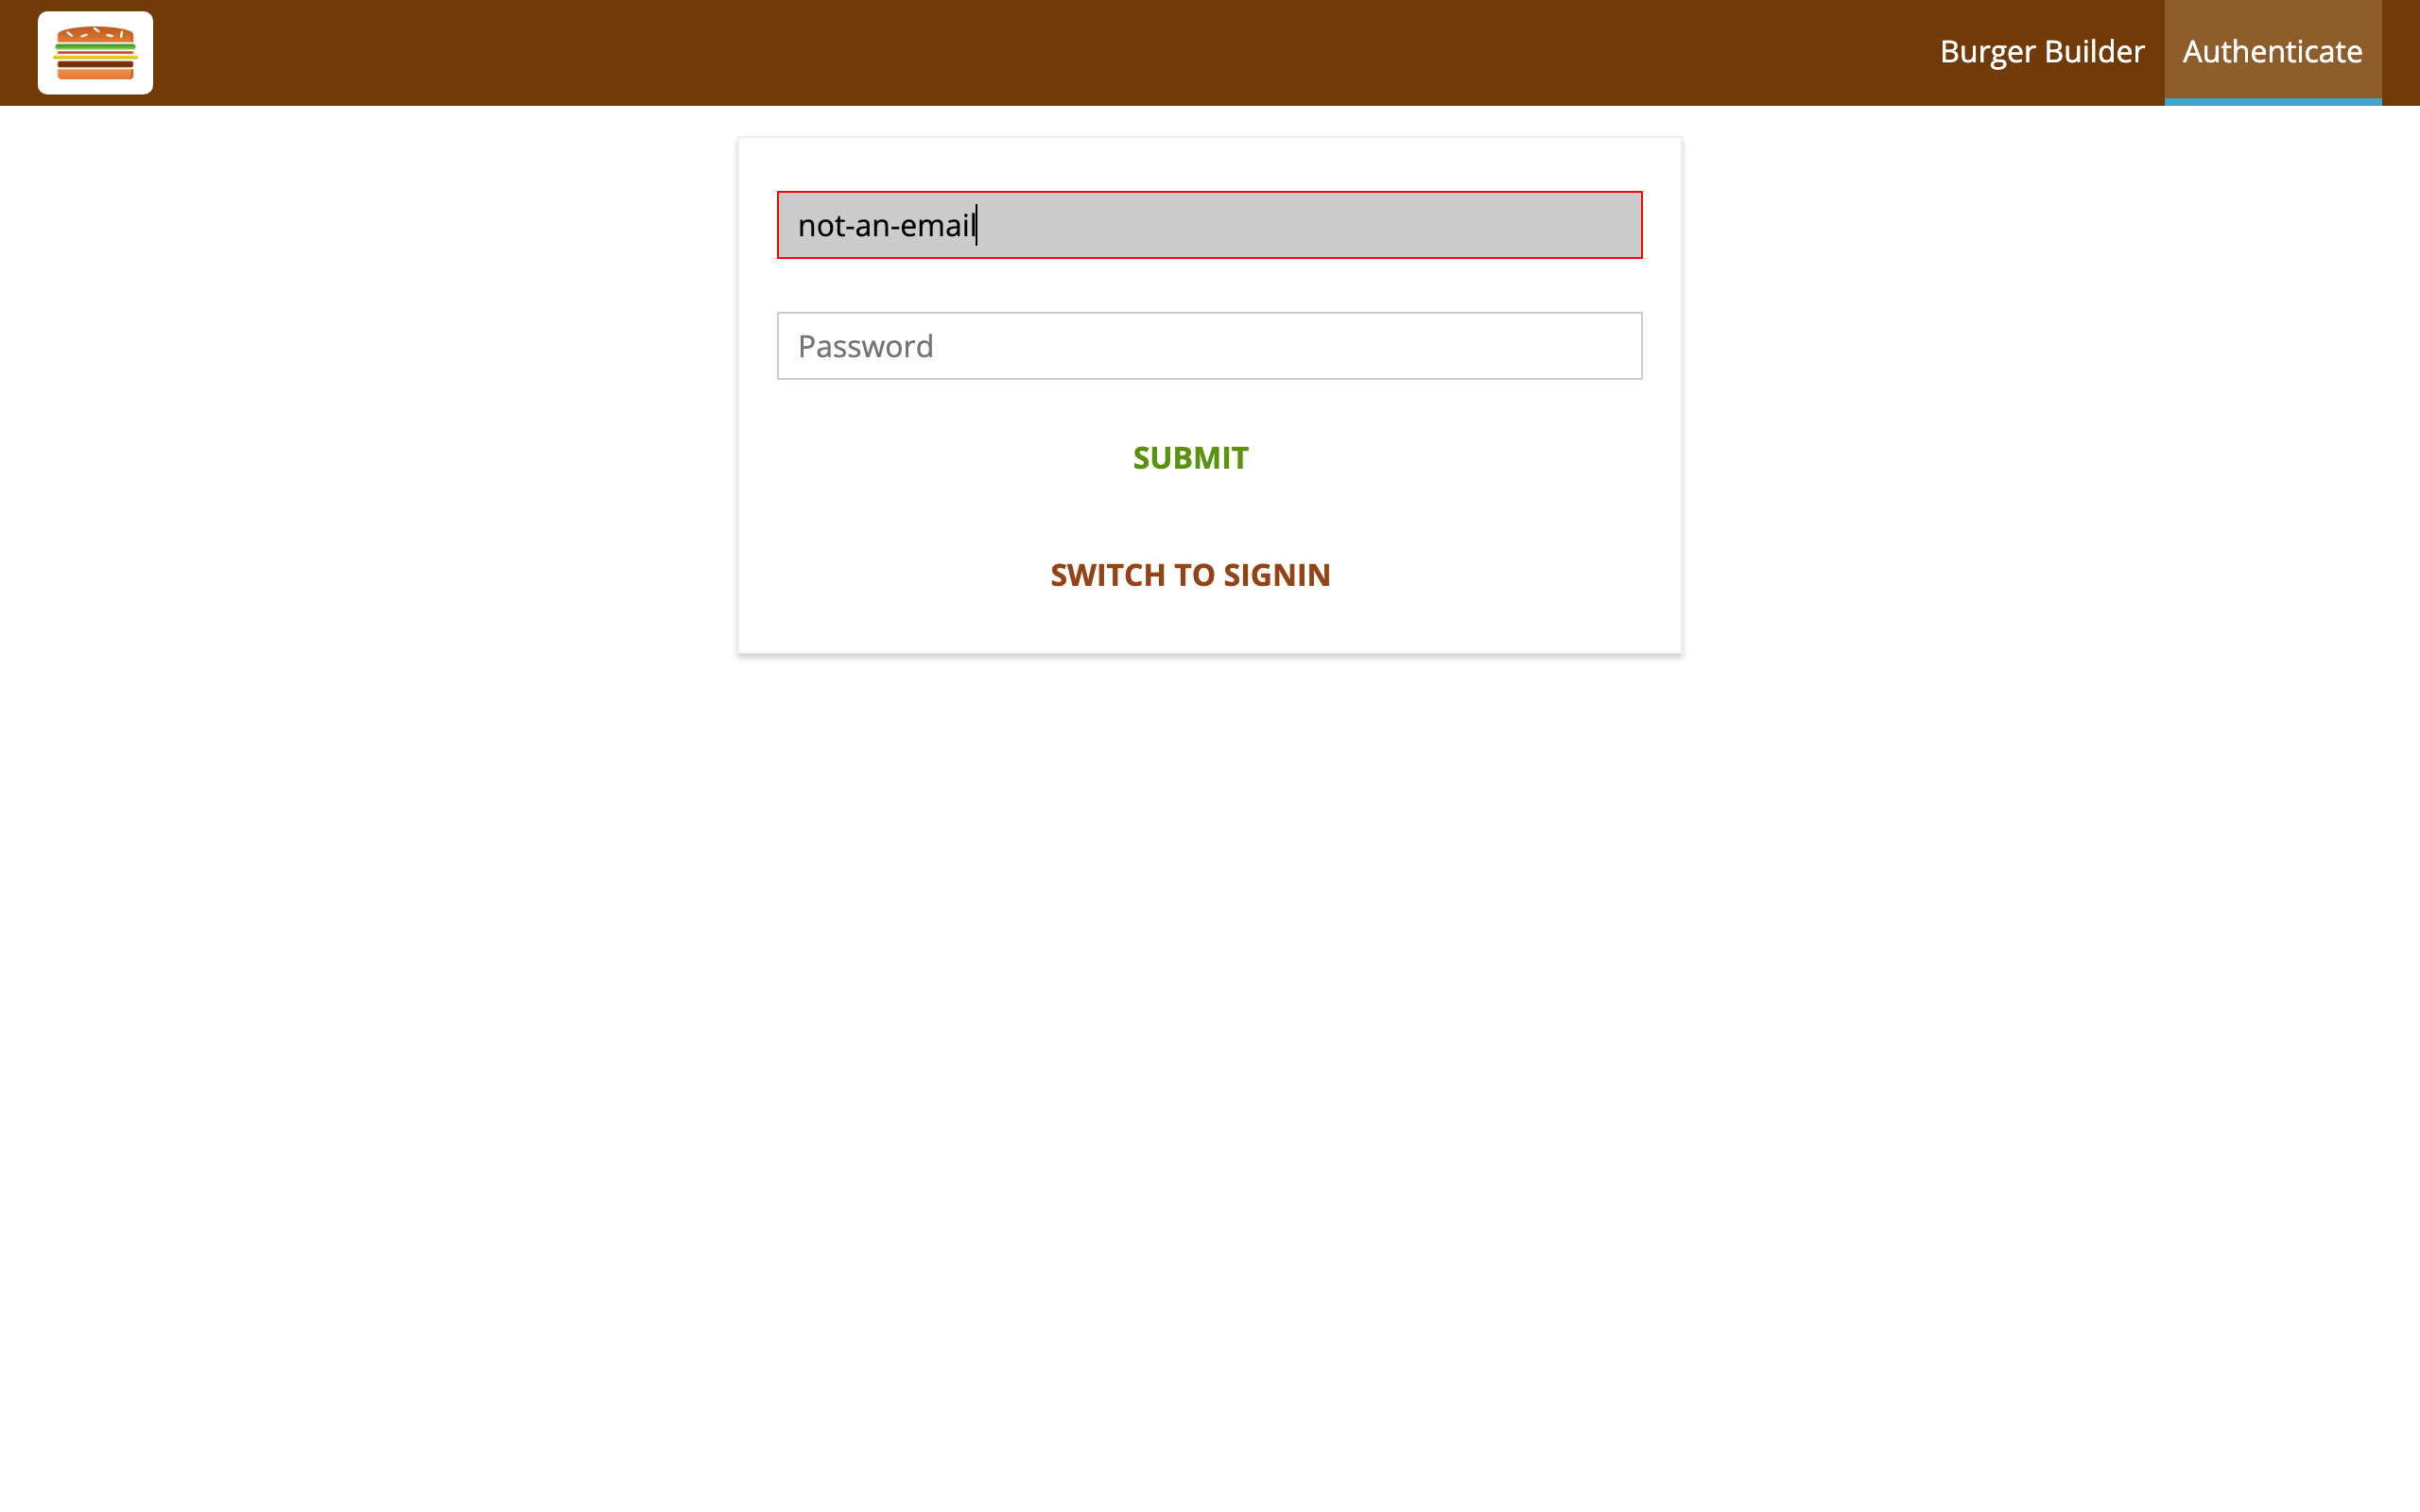 Burger Builder
Authenticate
not-an-email
Password
SUBMIT
SWITCH TO SIGNIN